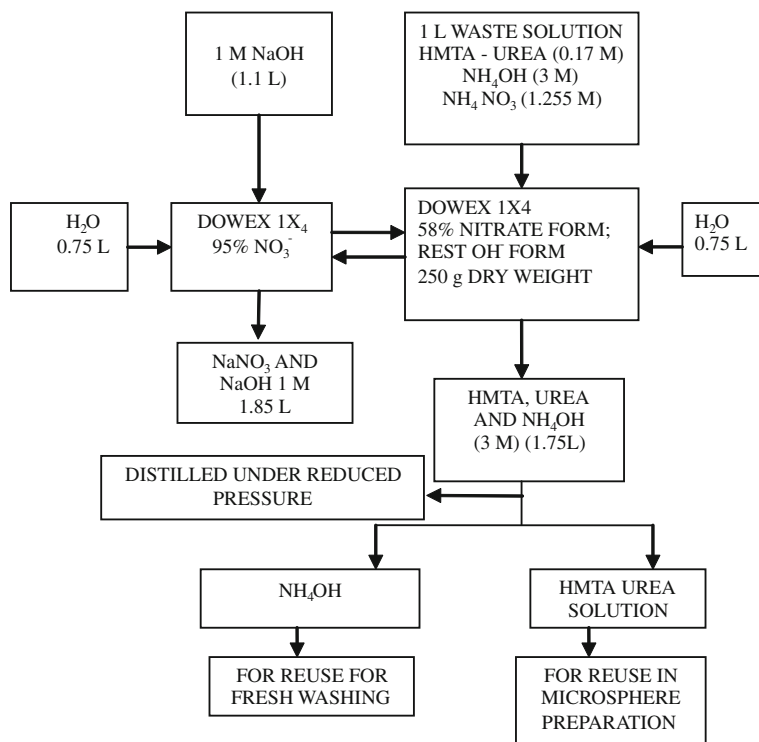 1 M NaOH
(1.1 L)
1 L WASTE SOLUTION
HMTA - UREA (0.17 M)
NH₄OH (3 M)
NH₄ NO₃ (1.255 M)
H₂O
0.75 L
DOWEX 1X₄
95% NO₃⁻
DOWEX 1X4
58% NITRATE FORM;
REST OH⁻ FORM
250 g DRY WEIGHT
H₂O
0.75 L
NaNO₃ AND
NaOH 1 M
1.85 L
HMTA, UREA
AND NH₄OH
(3 M) (1.75L)
DISTILLED UNDER REDUCED
PRESSURE
NH₄OH
HMTA UREA
SOLUTION
FOR REUSE FOR
FRESH WASHING
FOR REUSE IN
MICROSPHERE
PREPARATION